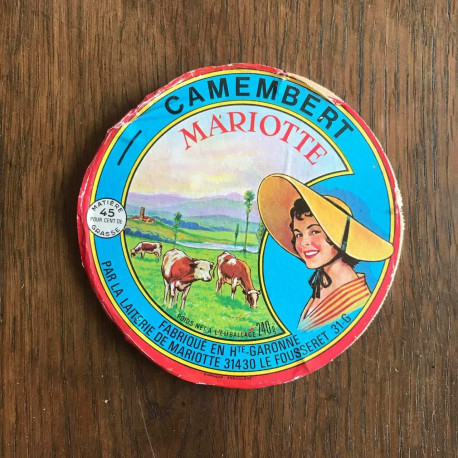 CAMEMBERT
MARIOTTE
MATIÈRE
45
POUR CENT DE
GRASSE
POIDS NET À L'EMBALLAGE 240g
FABRIQUÉ EN Hᵀᴱ-GARONNE
PAR LA LAITERIE DE MARIOTTE 31430 LE FOUSSERET 31.G